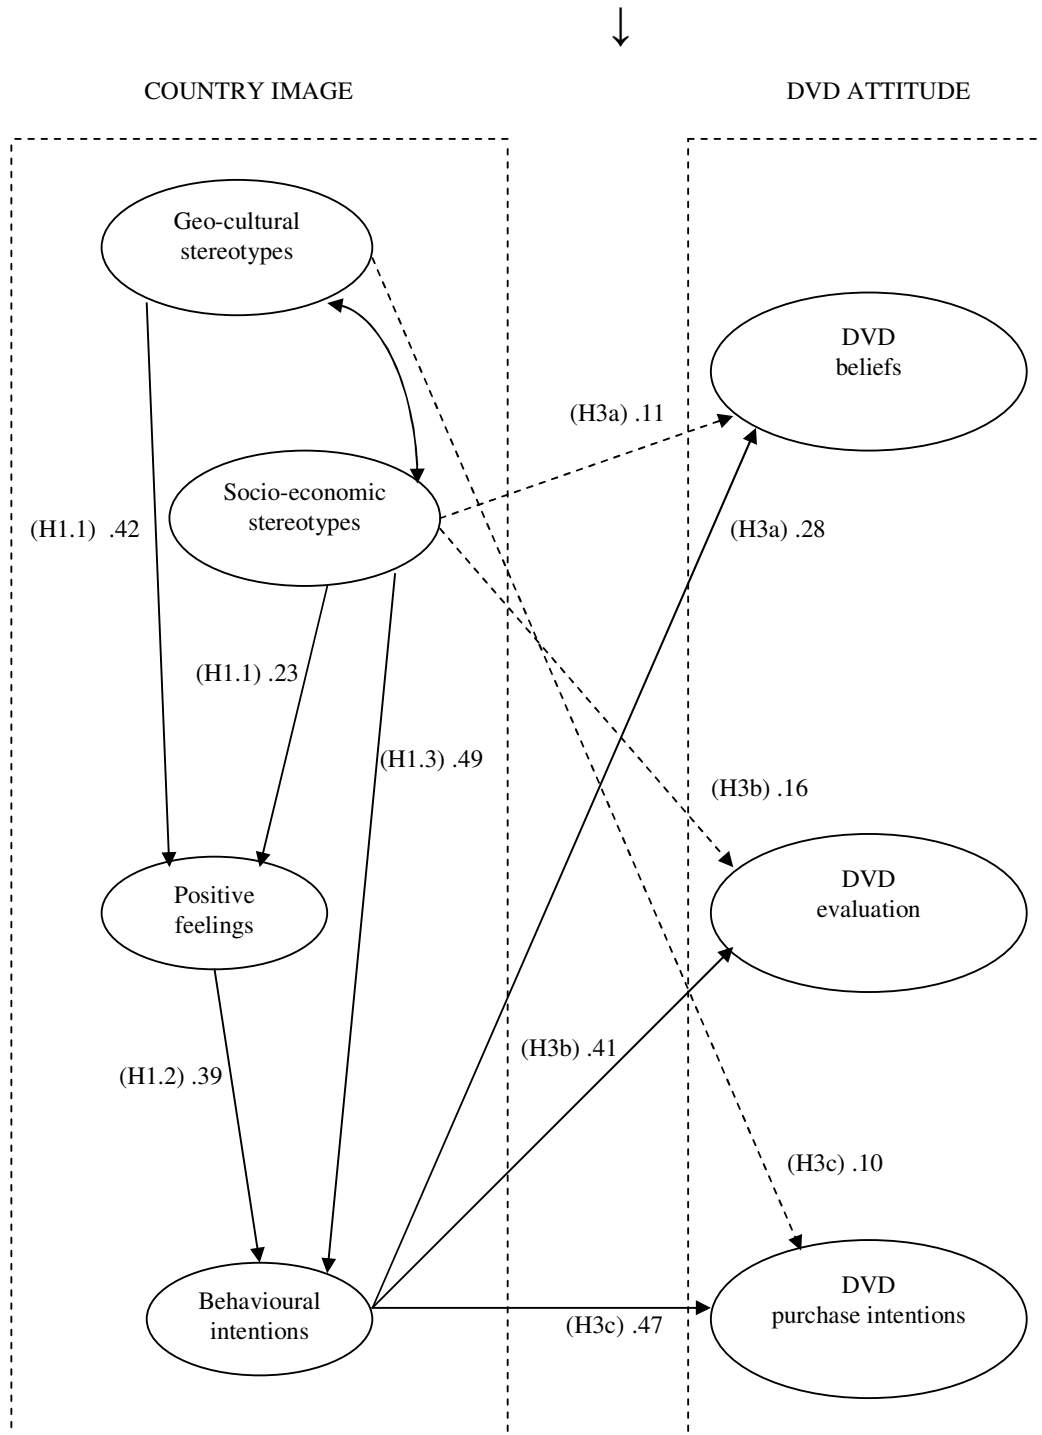 COUNTRY IMAGE
DVD ATTITUDE
Geo-cultural
stereotypes
DVD
beliefs
(H3a) .11
Socio-economic
stereotypes
(H1.1) .42
(H3a) .28
(H1.1) .23
(H1.3) .49
(H3b) .16
Positive
feelings
DVD
evaluation
(H3b) .41
(H1.2) .39
(H3c) .10
Behavioural
intentions
DVD
purchase intentions
(H3c) .47